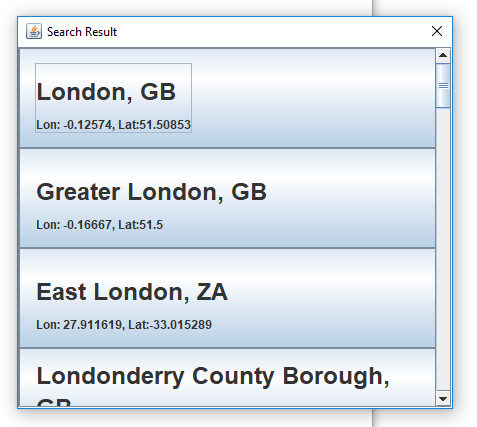 Search Result
London, GB
Lon: -0.12574, Lat:51.50853
Greater London, GB
Lon: -0.16667, Lat:51.5
East London, ZA
Lon: 27.911619, Lat:-33.015289
Londonderry County Borough,
GB